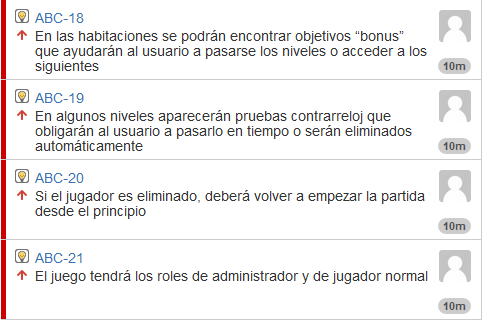 ABC-18
En las habitaciones se podrán encontrar objetivos “bonus”
que ayudarán al usuario a pasarse los niveles o acceder a los
siguientes
10m
ABC-19
En algunos niveles aparecerán pruebas contrarreloj que
obligarán al usuario a pasarlo en tiempo o serán eliminados
automáticamente
10m
ABC-20
Si el jugador es eliminado, deberá volver a empezar la partida
desde el principio
10m
ABC-21
El juego tendrá los roles de administrador y de jugador normal
10m